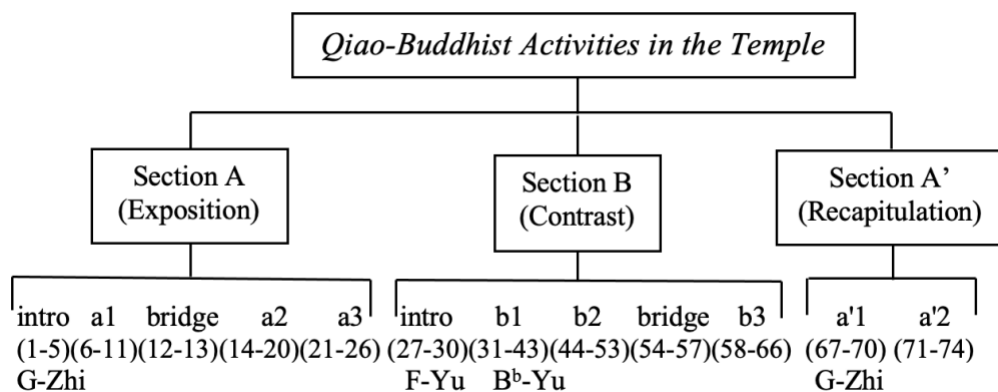 Qiao-Buddhist Activities in the Temple
Section A
(Exposition)
Section B
(Contrast)
Section A’
(Recapitulation)
intro a1 bridge a2 a3 intro b1 b2 bridge b3 a'1 a'2
(1-5)(6-11)(12-13)(14-20)(21-26) (27-30)(31-43)(44-53)(54-57)(58-66) (67-70) (71-74)
G-Zhi F-Yu Bᵇ-Yu G-Zhi